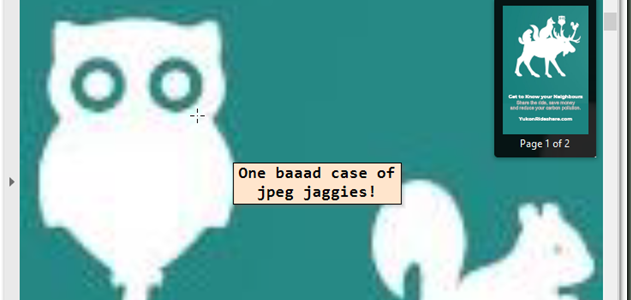 Get to Know your Neighbours
Share the ride, save money
and reduce your carbon pollution.
YukonRideshare.com
Page 1 of 2
One baaad case of
jpeg jaggies!